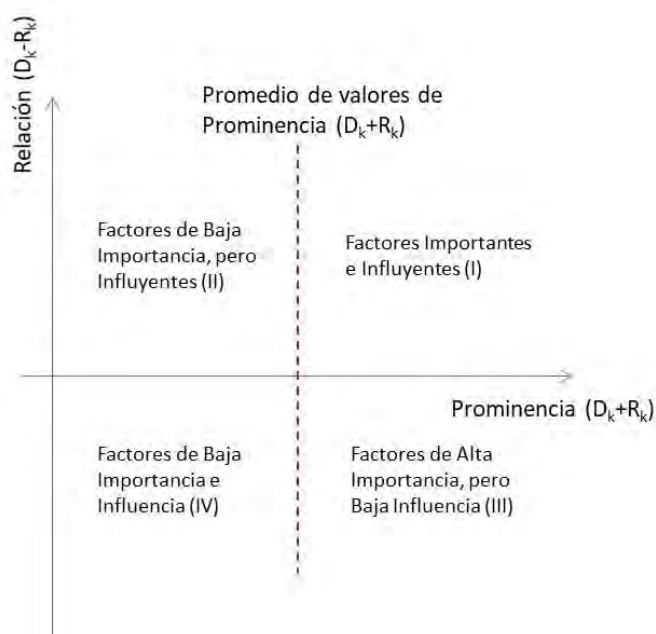 Relación (Dk-Rk)
Promedio de valores de
Prominencia (Dk+Rk)
Factores de Baja
Importancia, pero
Influyentes (II)
Factores Importantes
e Influyentes (I)
Prominencia (Dk+Rk)
Factores de Baja
Importancia e
Influencia (IV)
Factores de Alta
Importancia, pero
Baja Influencia (III)